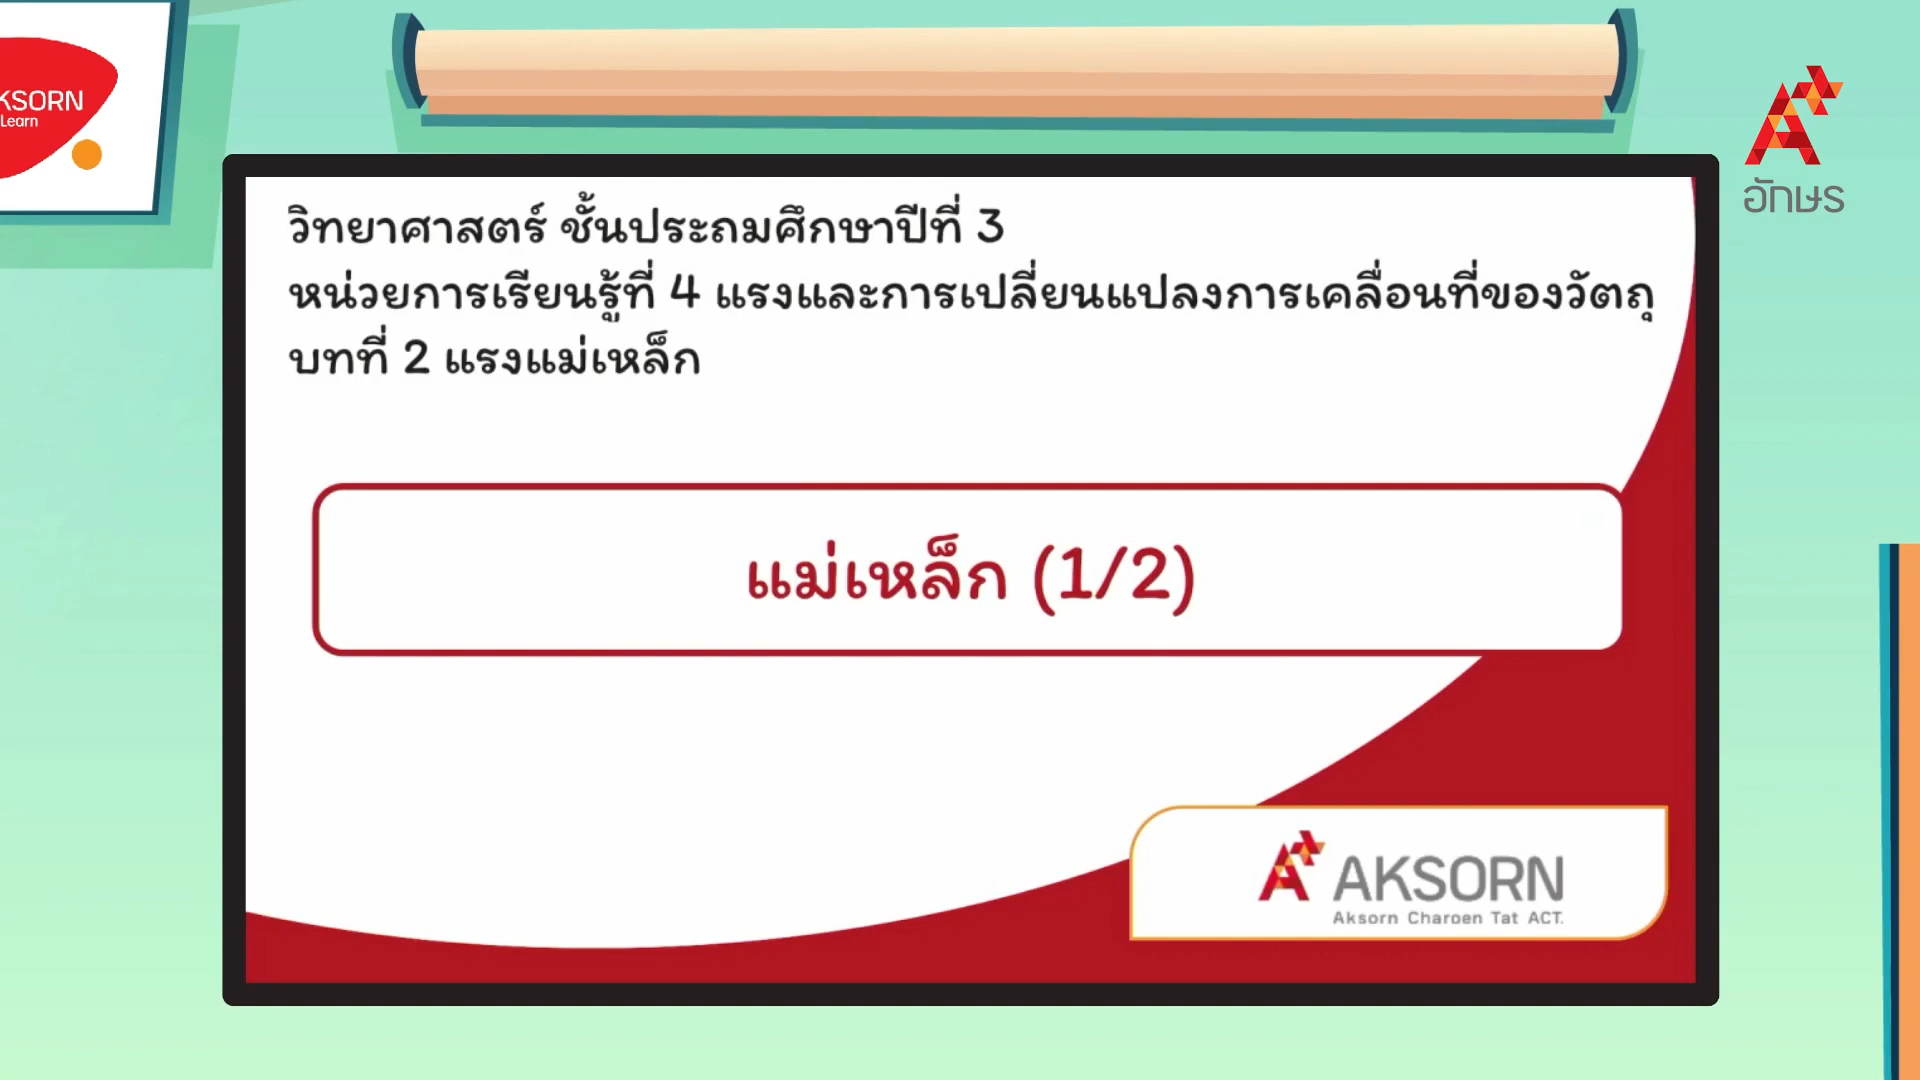 KSORN
Learn
อักษร
วิทยาศาสตร์ ชั้นประถมศึกษาปีที่ 3
หน่วยการเรียนรู้ที่ 4 แรงและการเปลี่ยนแปลงการเคลื่อนที่ของวัตถุ
บทที่ 2 แรงแม่เหล็ก
แม่เหล็ก (1/2)
AKSORN
Aksorn Charoen Tat ACT.